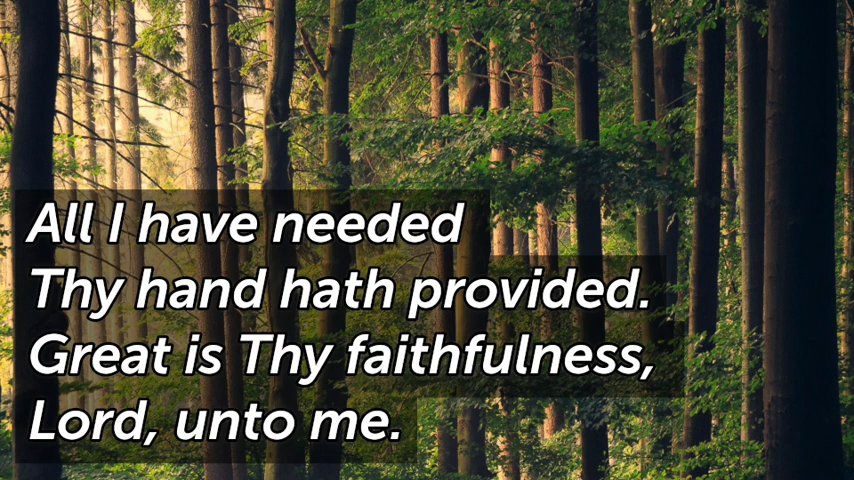 All I have needed
Thy hand hath provided.
Great is Thy faithfulness,
Lord, unto me.